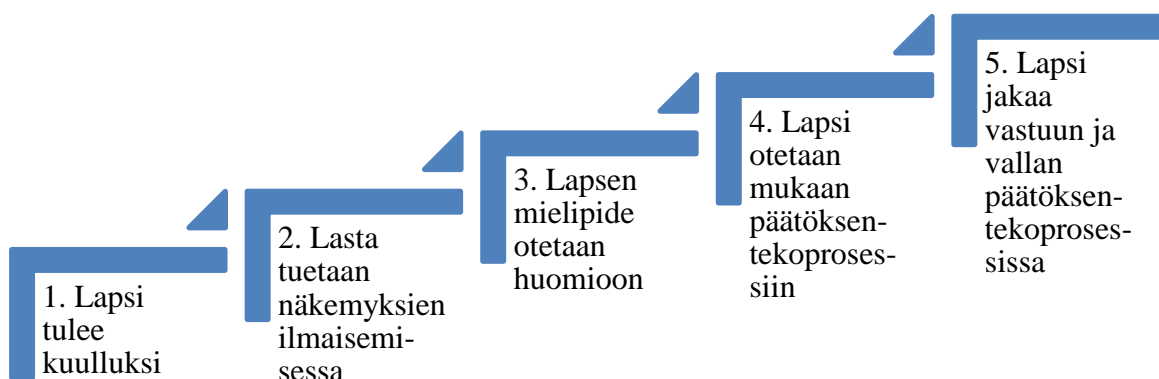 1. Lapsi
tulee
kuulluksi
2. Lasta
tuetaan
näkemyksien
ilmaisemi-
sessa
3. Lapsen
mielipide
otetaan
huomioon
4. Lapsi
otetaan
mukaan
päätöksen-
tekoproses-
siin
5. Lapsi
jakaa
vastuun ja
vallan
päätöksen-
tekoproses-
sissa